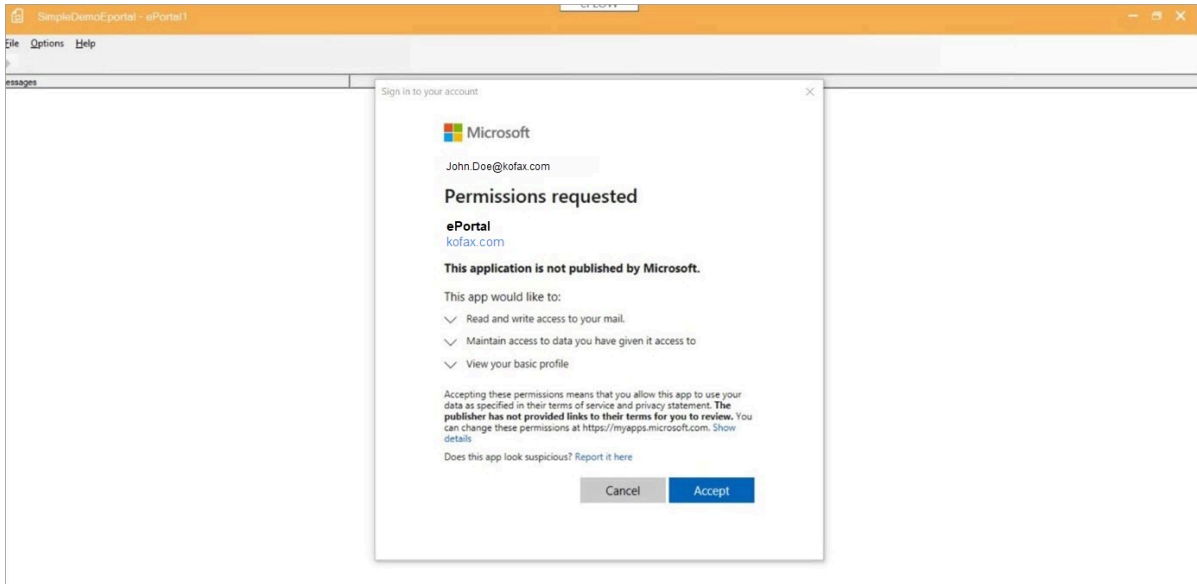 SimpleDemoEportal - ePortal1
File Options Help
essages
Sign in to your account
Microsoft
John.Doe@kofax.com
Permissions requested
ePortal
kofax.com
This application is not published by Microsoft.
This app would like to:
Read and write access to your mail.
Maintain access to data you have given it access to
View your basic profile
Accepting these permissions means that you allow this app to use your
data as specified in their terms of service and privacy statement. The
publisher has not provided links to their terms for you to review. You
can change these permissions at https://myapps.microsoft.com. Show
details
Does this app look suspicious? Report it here
Cancel Accept